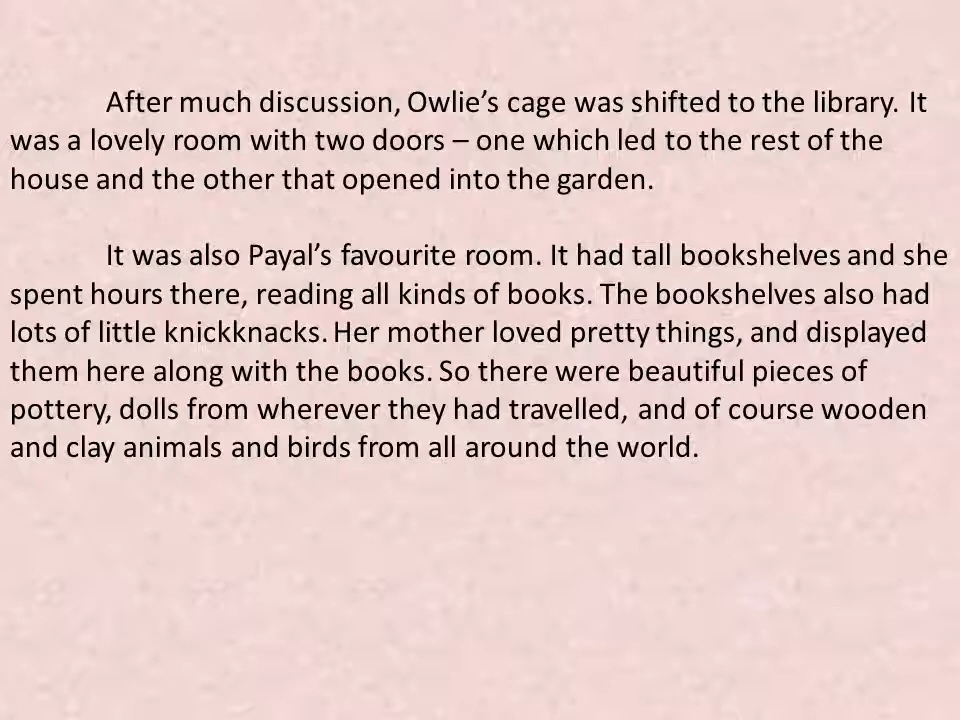 After much discussion, Owlie’s cage was shifted to the library. It
was a lovely room with two doors – one which led to the rest of the
house and the other that opened into the garden.
It was also Payal’s favourite room. It had tall bookshelves and she
spent hours there, reading all kinds of books. The bookshelves also had
lots of little knickknacks. Her mother loved pretty things, and displayed
them here along with the books. So there were beautiful pieces of
pottery, dolls from wherever they had travelled, and of course wooden
and clay animals and birds from all around the world.